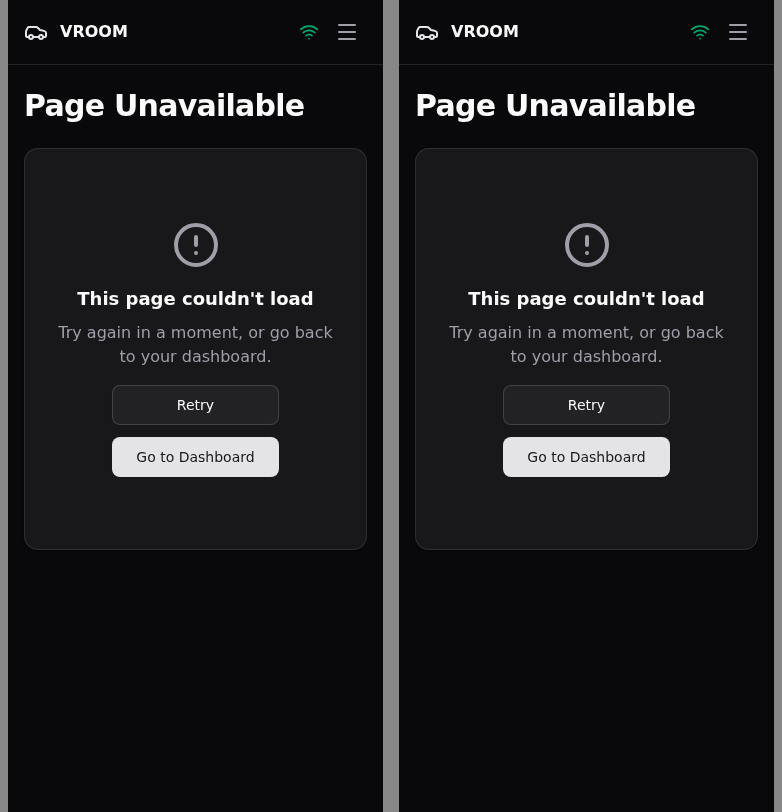 VROOM
Page Unavailable
This page couldn't load
Try again in a moment, or go back
to your dashboard.
Retry
Go to Dashboard
VROOM
Page Unavailable
This page couldn't load
Try again in a moment, or go back
to your dashboard.
Retry
Go to Dashboard